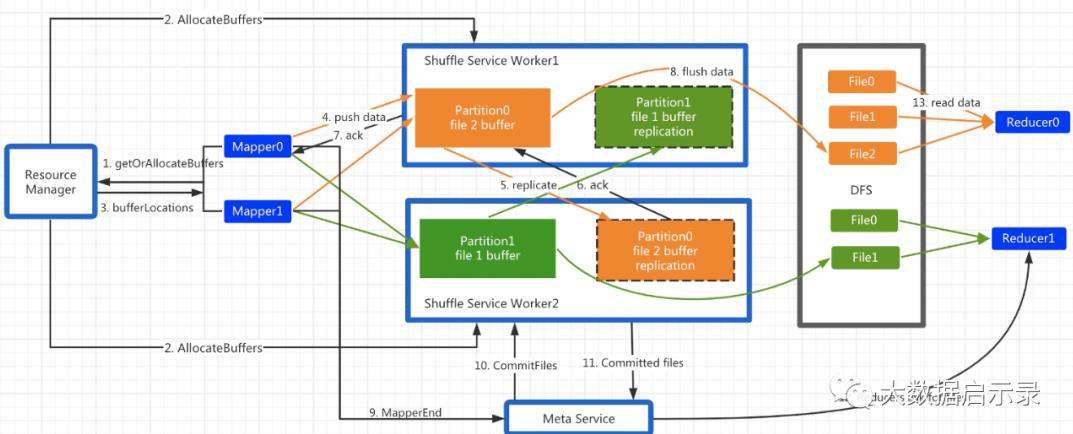 2. AllocateBuffers
Shuffle Service Worker1
8. flush data
File0
Partition0
file 2 buffer
Partition1
file 1 buffer
replication
4. push data
7. ack
13. read data
File1
Reducer0
Mapper0
File2
Resource
Manager
1. getOrAllocateBuffers
3. bufferLocations
5. replicate
6. ack
DFS
Mapper1
File0
Partition1
file 1 buffer
Partition0
file 2 buffer
replication
Reducer1
File1
Shuffle Service Worker2
2. AllocateBuffers
10. CommitFiles
11. Committed files
大数据启示录
9. MapperEnd
Meta Service